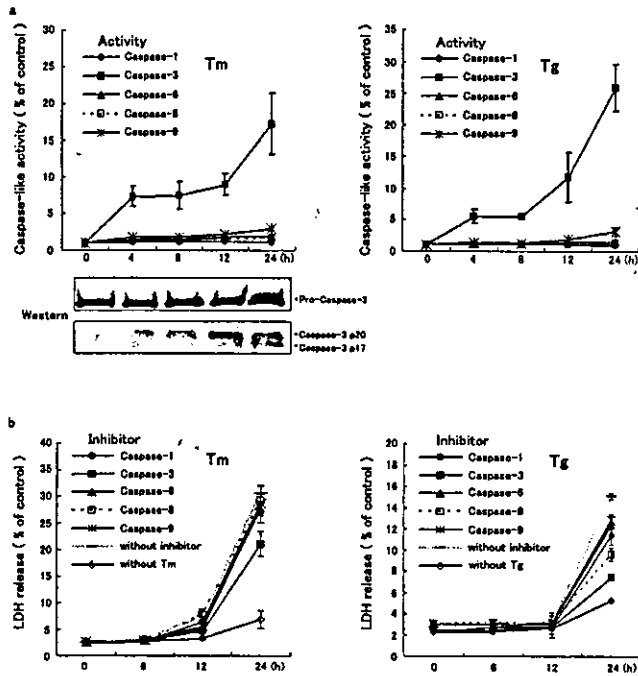 a
Activity
Tm
Caspase-1
Caspase-3
Caspase-6
Caspase-8
Caspase-9
Caspase-like activity ( % of control)
30
25
20
15
10
5
0
0 4 8 12 24 (h)
Western
Pro-Caspase-3
Caspase-3 p20
Caspase-3 p17
Activity
Tg
Caspase-1
Caspase-3
Caspase-6
Caspase-8
Caspase-9
Caspase-like activity ( % of control)
35
30
25
20
15
10
5
0
0 4 8 12 24 (h)
b
Inhibitor
Tm
Caspase-1
Caspase-3
Caspase-6
Caspase-8
Caspase-9
without inhibitor
without Tm
LDH release ( % of control)
40
35
30
25
20
15
10
5
0
0 6 12 24 (h)
Inhibitor
Tg
Caspase-1
Caspase-3
Caspase-6
Caspase-8
Caspase-9
without inhibitor
without Tg
LDH release ( % of control)
20
18
16
14
12
10
8
6
4
2
0
0 6 12 24 (h)